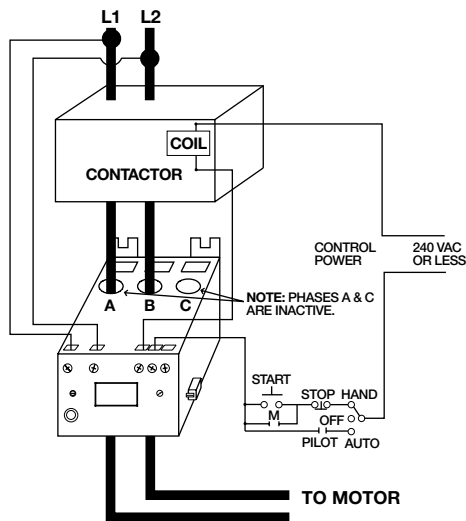 L1 L2
COIL
CONTACTOR
CONTROL
POWER
240 VAC
OR LESS
A B C
NOTE: PHASES A & C
ARE INACTIVE.
START
STOP HAND
M
OFF
PILOT AUTO
TO MOTOR